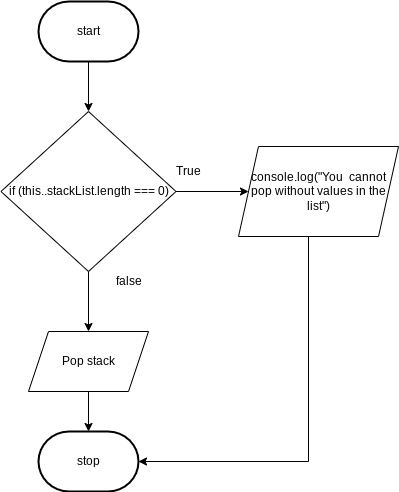 start
True
if (this..stackList.length === 0)
console.log("You  cannot
pop without values in the
list")
false
Pop stack
stop